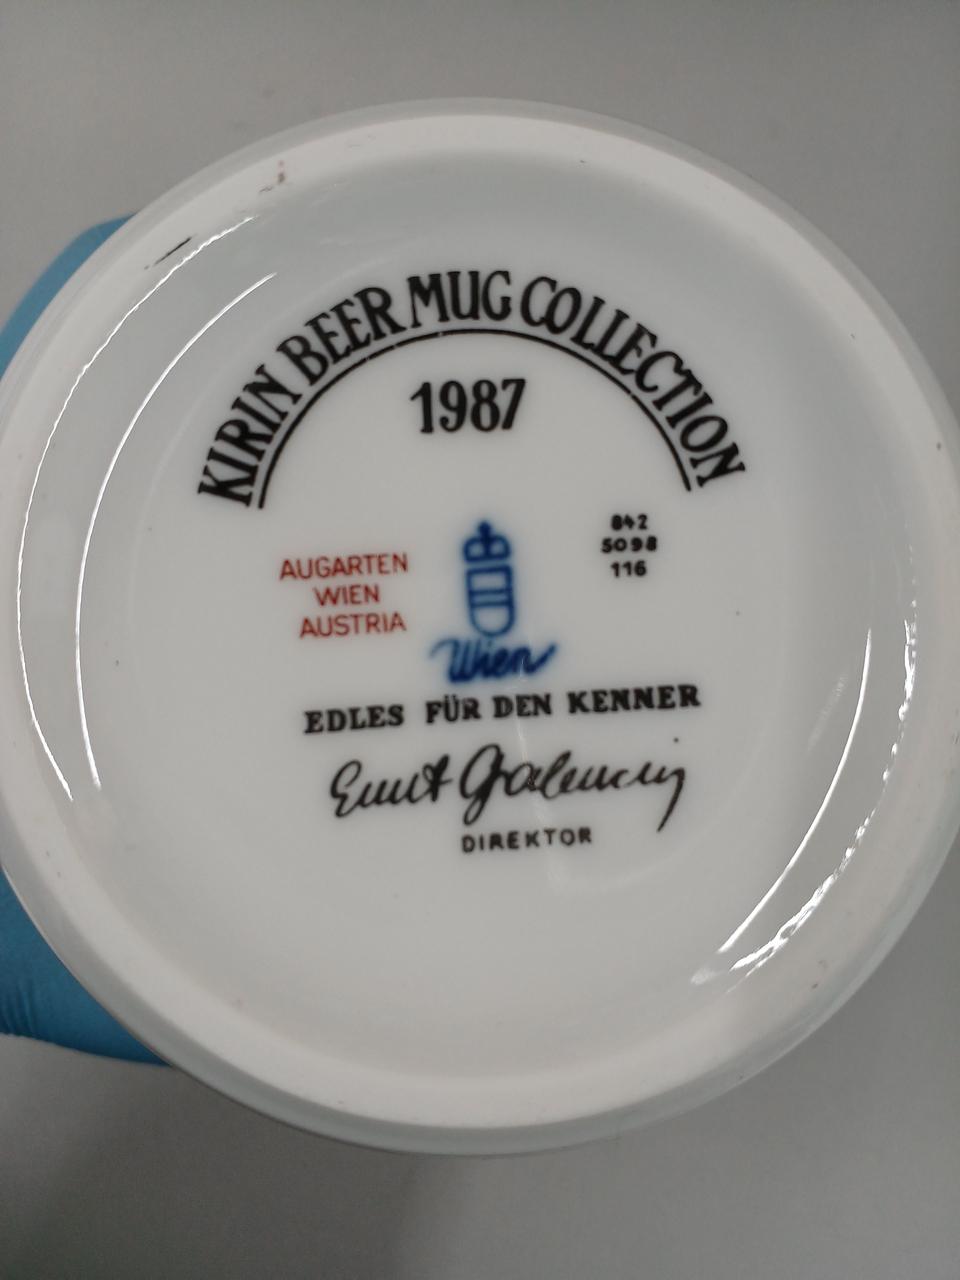 KIRIN BEER MUG COLLECTION
1987
AUGARTEN
WIEN
AUSTRIA
842
5098
116
Wien
EDLES FÜR DEN KENNER
DIREKTOR